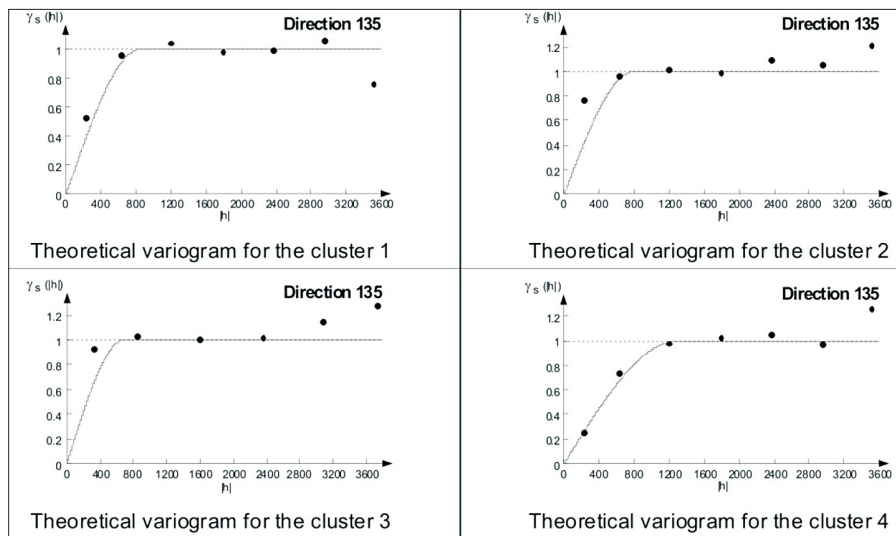 γ s (|h|)
Direction 135
1
0.8
0.6
0.4
0.2
0
0 400 800 1200 1600 2000 2400 2800 3200 3600
|h|
Theoretical variogram for the cluster 1
γ s (|h|)
Direction 135
1.2
1
0.8
0.6
0.4
0.2
0
0 400 800 1200 1600 2000 2400 2800 3200 3600
|h|
Theoretical variogram for the cluster 2
γ s (|h|)
Direction 135
1.2
1
0.8
0.6
0.4
0.2
0
0 400 800 1200 1600 2000 2400 2800 3200 3600
|h|
Theoretical variogram for the cluster 3
γ s (|h|)
Direction 135
1.2
1
0.8
0.6
0.4
0.2
0
0 400 800 1200 1600 2000 2400 2800 3200 3600
|h|
Theoretical variogram for the cluster 4